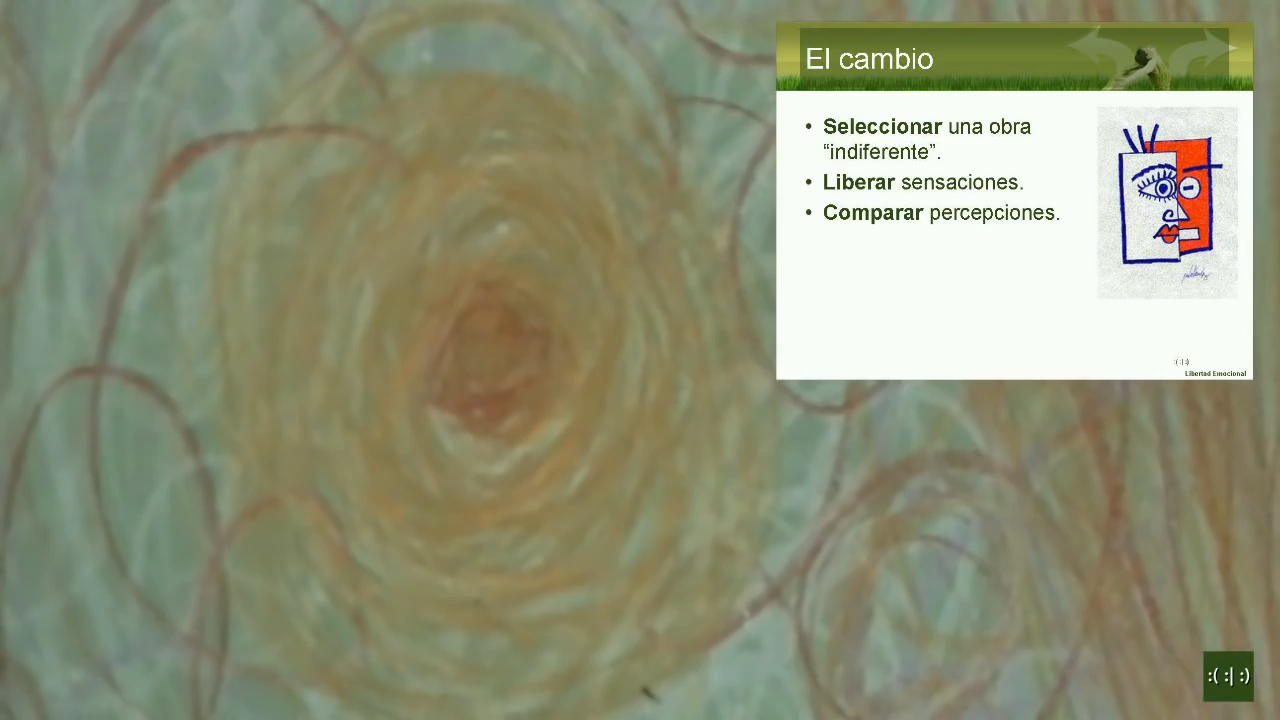 El cambio
• Seleccionar una obra
“indiferente”.
• Liberar sensaciones.
• Comparar percepciones.
:(:|:)
Libertad Emocional
:( :| :)